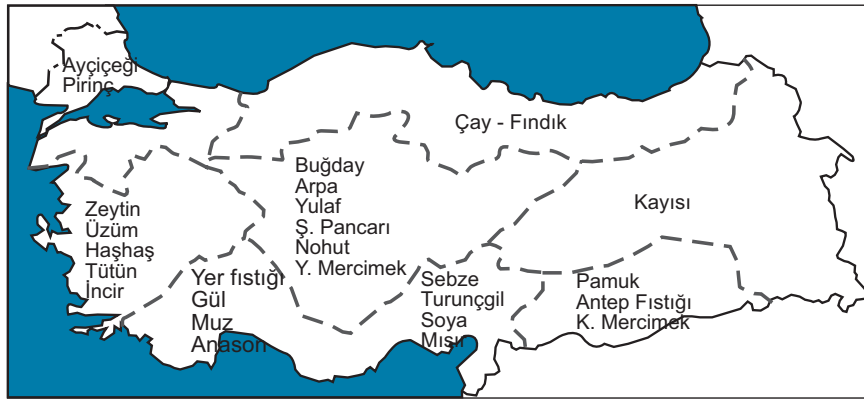 Ayçiçeği
Pirinç
Çay - Fındık
Buğday
Arpa
Yulaf
Ş. Pancarı
Nohut
Y. Mercimek
Kayısı
Zeytin
Üzüm
Haşhaş
Tütün
İncir
Yer fıstığı
Gül
Muz
Anason
Sebze
Turunçgil
Soya
Mısır
Pamuk
Antep Fıstığı
K. Mercimek